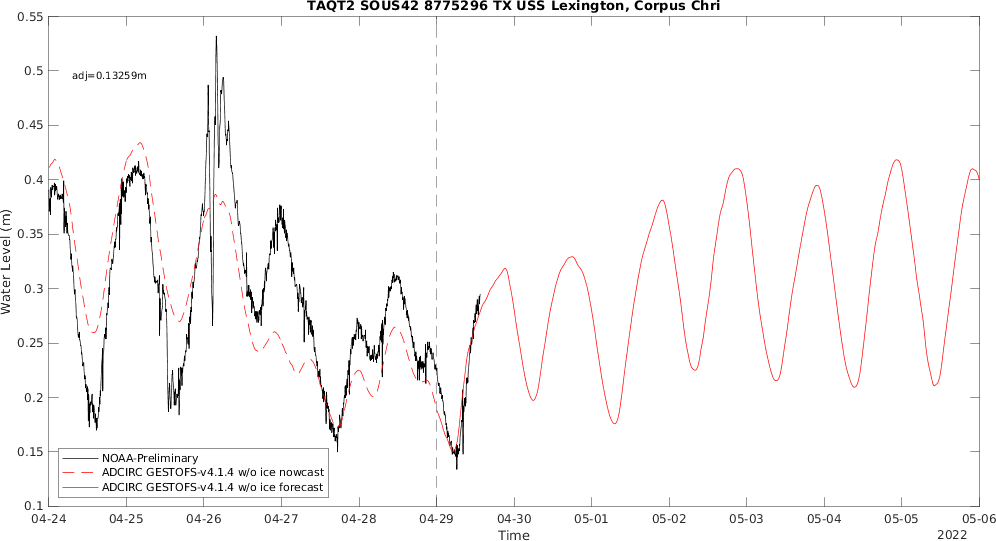 TAQT2 SOUS42 8775296 TX USS Lexington, Corpus Chri
adj=0.13259m
Water Level (m)
0.55
0.5
0.45
0.4
0.35
0.3
0.25
0.2
0.15
0.1
NOAA-Preliminary
ADCIRC GESTOFS-v4.1.4 w/o ice nowcast
ADCIRC GESTOFS-v4.1.4 w/o ice forecast
04-24 04-25 04-26 04-27 04-28 04-29 04-30 05-01 05-02 05-03 05-04 05-05 05-06
Time
2022